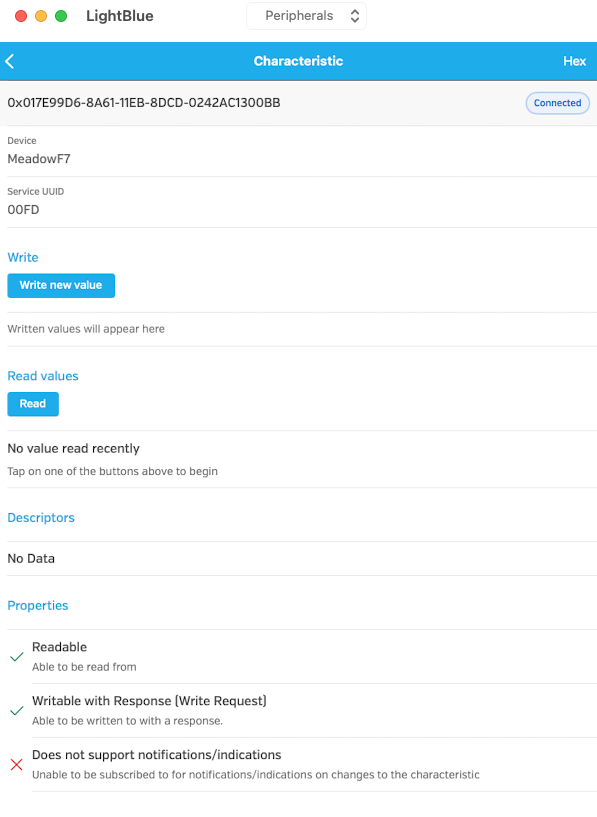 LightBlue
Peripherals
Characteristic
Hex
0x017E99D6-8A61-11EB-8DCD-0242AC1300BB
Connected
Device
MeadowF7
Service UUID
00FD
Write
Write new value
Written values will appear here
Read values
Read
No value read recently
Tap on one of the buttons above to begin
Descriptors
No Data
Properties
Readable
Able to be read from
Writable with Response (Write Request)
Able to be written to with a response.
Does not support notifications/indications
Unable to be subscribed to for notifications/indications on changes to the characteristic